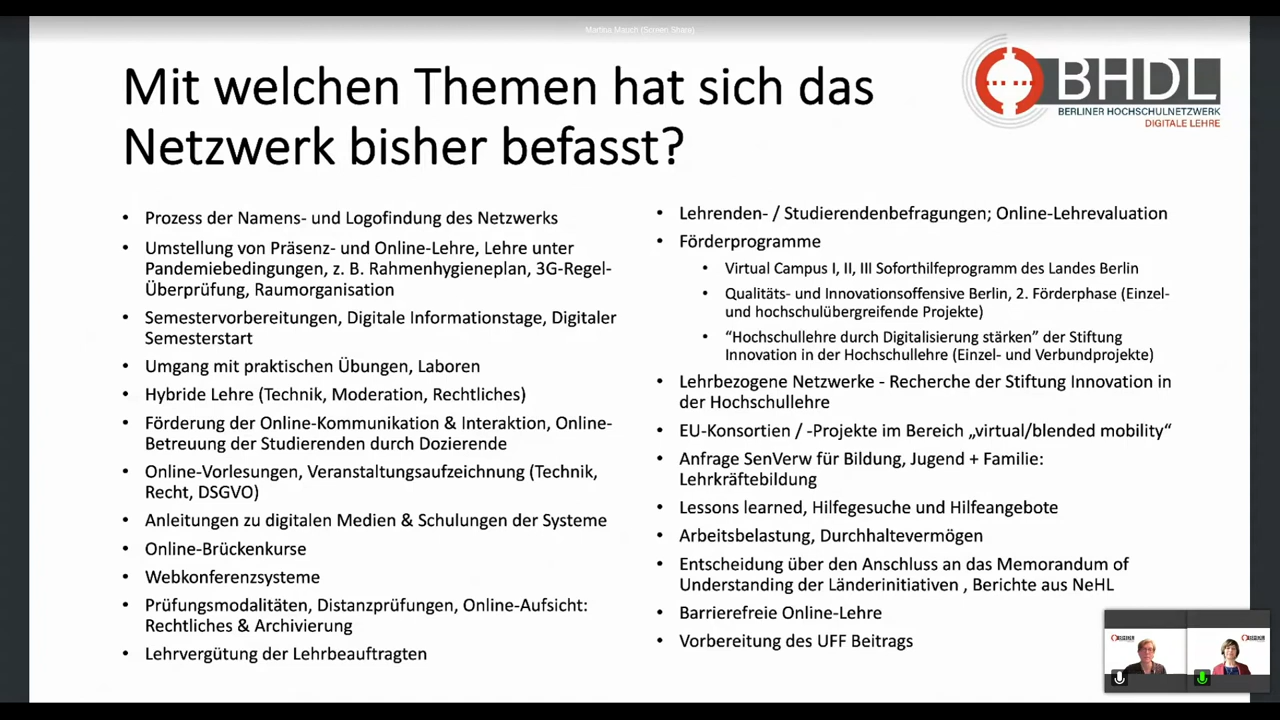 Martina Mauch (Screen Share)
Mit welchen Themen hat sich das
Netzwerk bisher befasst?
BHDL
BERLINER HOCHSCHULNETZWERK
DIGITALE LEHRE
• Prozess der Namens- und Logofindung des Netzwerks
• Umstellung von Präsenz- und Online-Lehre, Lehre unter
Pandemiebedingungen, z. B. Rahmenhygieneplan, 3G-Regel-
Überprüfung, Raumorganisation
• Semestervorbereitungen, Digitale Informationstage, Digitaler
Semesterstart
• Umgang mit praktischen Übungen, Laboren
• Hybride Lehre (Technik, Moderation, Rechtliches)
• Förderung der Online-Kommunikation & Interaktion, Online-
Betreuung der Studierenden durch Dozierende
• Online-Vorlesungen, Veranstaltungsaufzeichnung (Technik,
Recht, DSGVO)
• Anleitungen zu digitalen Medien & Schulungen der Systeme
• Online-Brückenkurse
• Webkonferenzsysteme
• Prüfungsmodalitäten, Distanzprüfungen, Online-Aufsicht:
Rechtliches & Archivierung
• Lehrvergütung der Lehrbeauftragten
• Lehrenden- / Studierendenbefragungen; Online-Lehrevaluation
• Förderprogramme
• Virtual Campus I, II, III Soforthilfeprogramm des Landes Berlin
• Qualitäts- und Innovationsoffensive Berlin, 2. Förderphase (Einzel-
und hochschulübergreifende Projekte)
• “Hochschullehre durch Digitalisierung stärken” der Stiftung
Innovation in der Hochschullehre (Einzel- und Verbundprojekte)
• Lehrbezogene Netzwerke - Recherche der Stiftung Innovation in
der Hochschullehre
• EU-Konsortien / -Projekte im Bereich „virtual/blended mobility“
• Anfrage SenVerw für Bildung, Jugend + Familie:
Lehrkräftebildung
• Lessons learned, Hilfegesuche und Hilfeangebote
• Arbeitsbelastung, Durchhaltevermögen
• Entscheidung über den Anschluss an das Memorandum of
Understanding der Länderinitiativen , Berichte aus NeHL
• Barrierefreie Online-Lehre
• Vorbereitung des UFF Beitrags